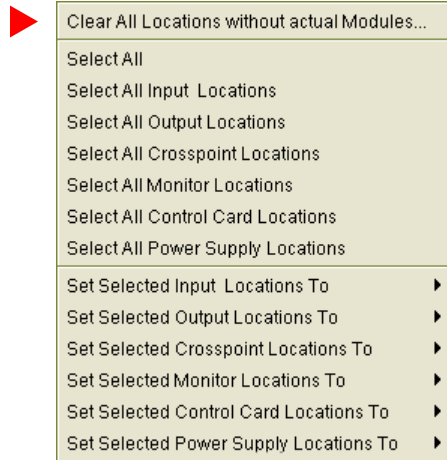 Clear All Locations without actual Modules...
Select All
Select All Input  Locations
Select All Output Locations
Select All Crosspoint Locations
Select All Monitor Locations
Select All Control Card Locations
Select All Power Supply Locations
Set Selected Input  Locations To
Set Selected Output Locations To
Set Selected Crosspoint Locations To
Set Selected Monitor Locations To
Set Selected Control Card Locations To
Set Selected Power Supply Locations To